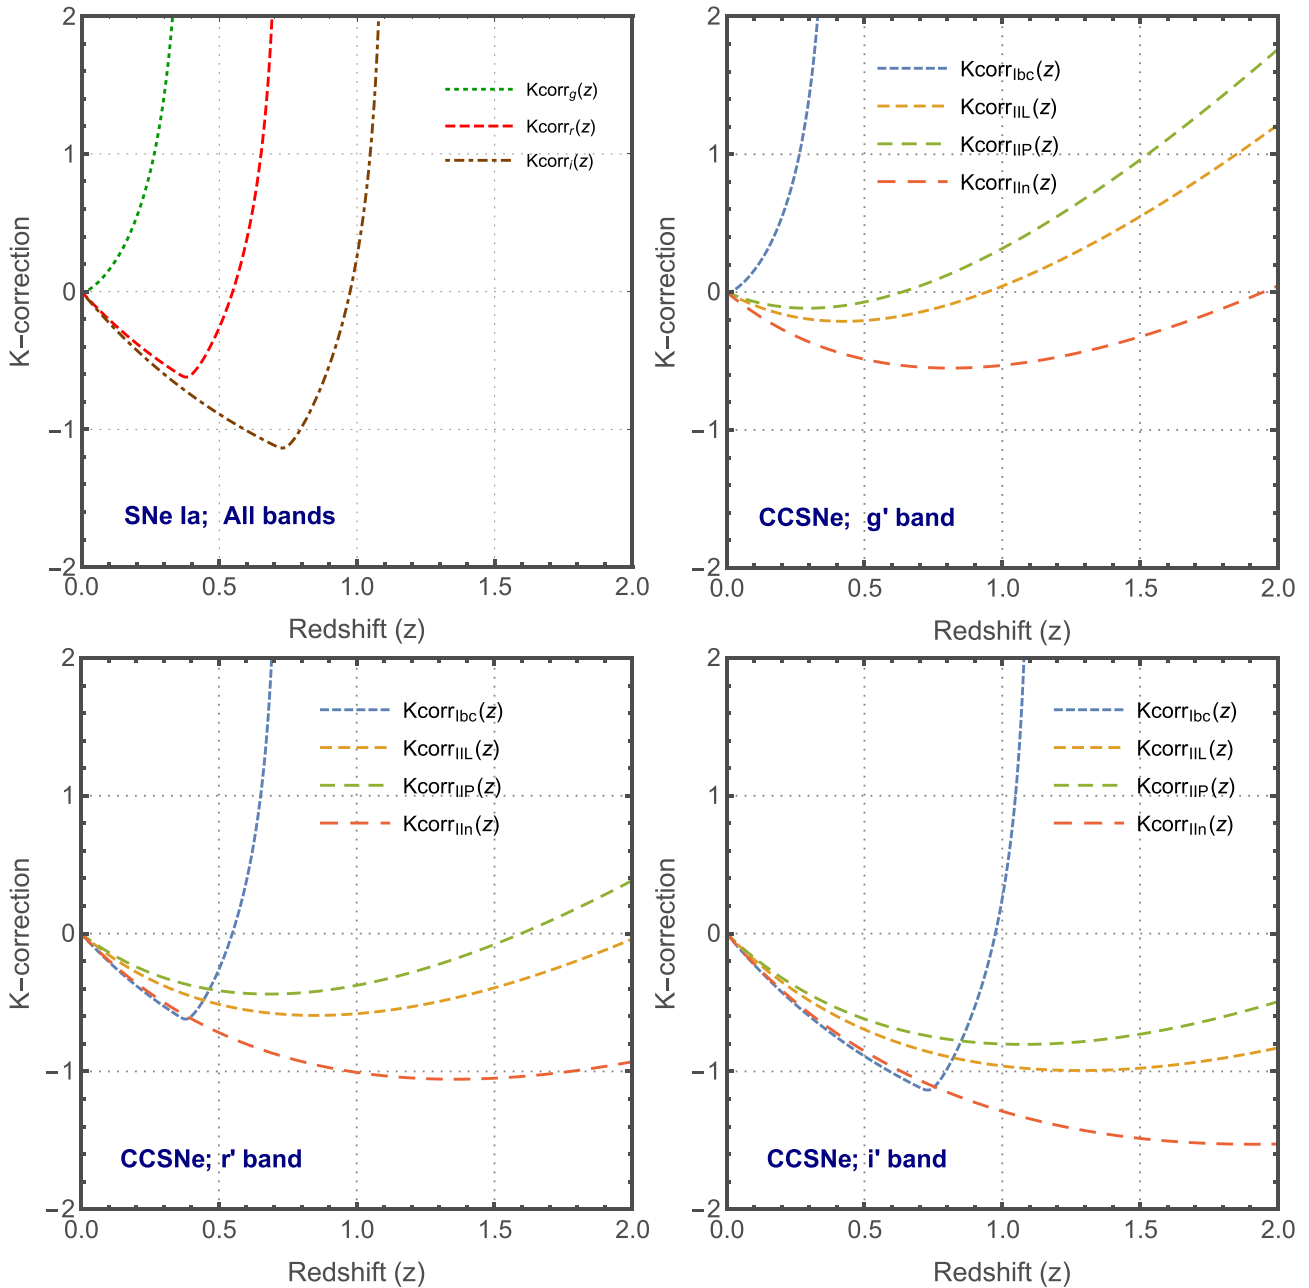 K−correction
2
1
0
−1
−2
0.0 0.5 1.0 1.5 2.0
Redshift (z)
Kcorrg(z)
Kcorrr(z)
Kcorri(z)
SNe Ia; All bands
K−correction
2
1
0
−1
−2
0.0 0.5 1.0 1.5 2.0
Redshift (z)
KcorrIbc(z)
KcorrIIL(z)
KcorrIIP(z)
KcorrIIn(z)
CCSNe; g' band
K−correction
2
1
0
−1
−2
0.0 0.5 1.0 1.5 2.0
Redshift (z)
KcorrIbc(z)
KcorrIIL(z)
KcorrIIP(z)
KcorrIIn(z)
CCSNe; r' band
K−correction
2
1
0
−1
−2
0.0 0.5 1.0 1.5 2.0
Redshift (z)
KcorrIbc(z)
KcorrIIL(z)
KcorrIIP(z)
KcorrIIn(z)
CCSNe; i' band